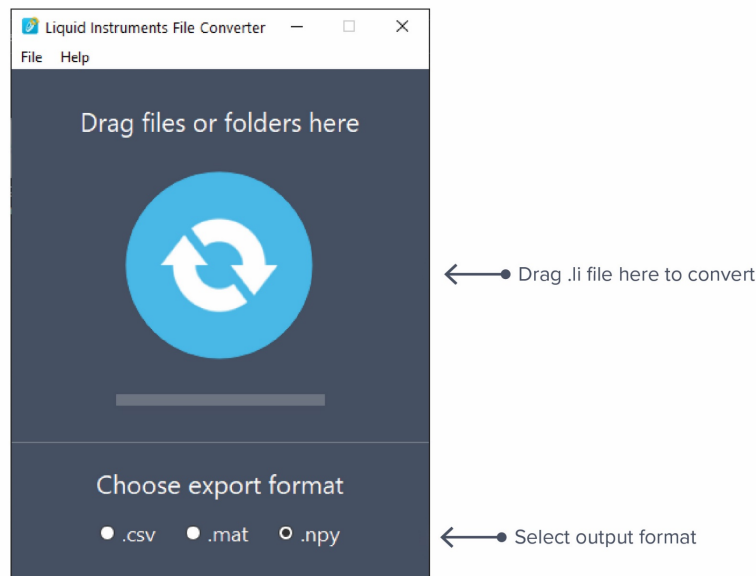 Liquid Instruments File Converter
File Help
Drag files or folders here
Drag .li file here to convert
Choose export format
.csv .mat .npy
Select output format